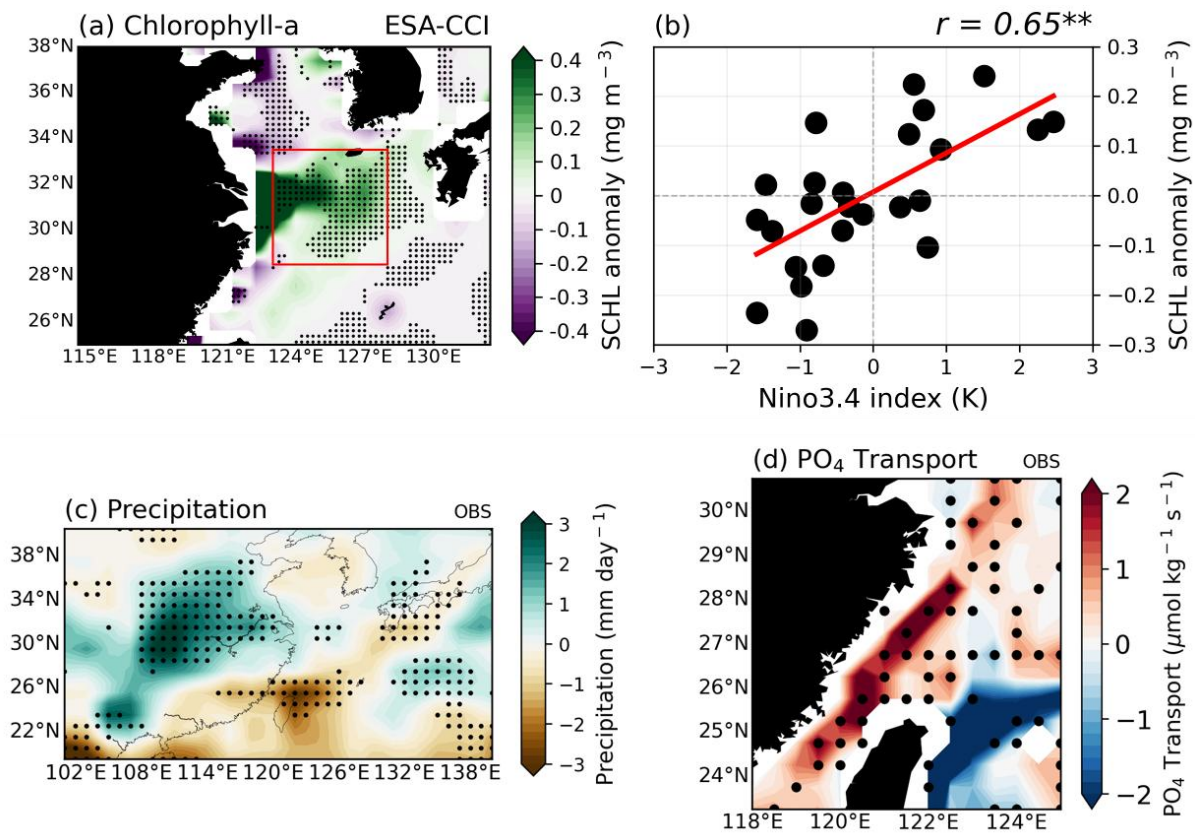 (a) Chlorophyll-a ESA-CCI
38°N
36°N
34°N
32°N
30°N
28°N
26°N
115°E 118°E 121°E 124°E 127°E 130°E
0.4
0.3
0.2
0.1
0
-0.1
-0.2
-0.3
-0.4
SCHL anomaly (mg m⁻³)
(b) r = 0.65**
0.3
0.2
0.1
0.0
−0.1
−0.2
−0.3
SCHL anomaly (mg m⁻³)
−3 −2 −1 0 1 2 3
Nino3.4 index (K)
(c) Precipitation OBS
38°N
34°N
30°N
26°N
22°N
102°E 108°E 114°E 120°E 126°E 132°E 138°E
3
2
1
0
−1
−2
−3
Precipitation (mm day⁻¹)
(d) PO₄ Transport OBS
30°N
29°N
28°N
27°N
26°N
25°N
24°N
118°E 120°E 122°E 124°E
2
1
0
−1
−2
PO₄ Transport (μmol kg⁻¹ s⁻¹)